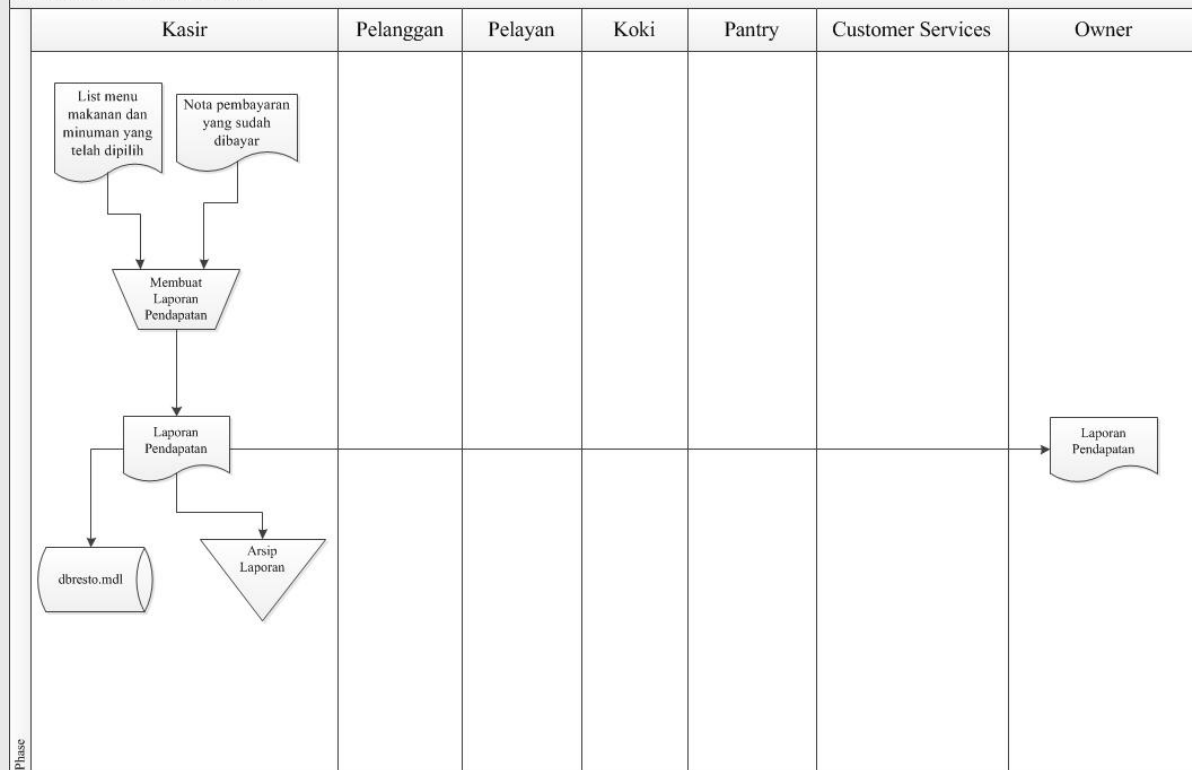 Kasir
Pelanggan
Pelayan
Koki
Pantry
Customer Services
Owner
List menu
makanan dan
minuman yang
telah dipilih
Nota pembayaran
yang sudah
dibayar
Membuat
Laporan
Pendapatan
Laporan
Pendapatan
Laporan
Pendapatan
dbresto.mdl
Arsip
Laporan
Phase